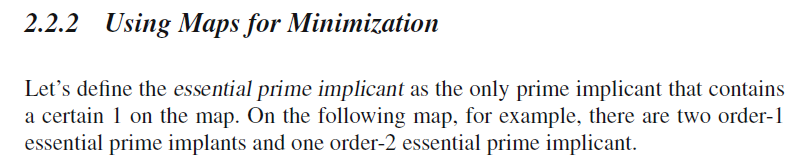 2.2.2 Using Maps for Minimization
Let's define the essential prime implicant as the only prime implicant that contains
a certain 1 on the map. On the following map, for example, there are two order-1
essential prime implants and one order-2 essential prime implicant.